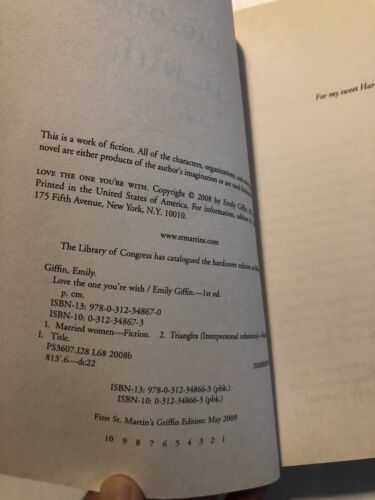 This is a work of fiction. All of the characters, organizations, and
novel are either products of the author's imagination or are used
LOVE THE ONE YOU'RE WITH. Copyright © 2008 by Emily Giffin.
Printed in the United States of America. For information, address
175 Fifth Avenue, New York, N.Y. 10010.
www.stmartins.com
The Library of Congress has catalogued the hardcover edition as
Giffin, Emily.
Love the one you're with / Emily Giffin.—1st ed.
p. cm.
ISBN-13: 978-0-312-34867-0
ISBN-10: 0-312-34867-3
1. Married women—Fiction. 2. Triangles (Interpersonal relations)—
I. Title.
PS3607.I28 L68 2008b
813'.6—dc22
ISBN-13: 978-0-312-34866-3 (pbk.)
ISBN-10: 0-312-34866-5 (pbk.)
First St. Martin's Griffin Edition: May 2009
10 9 8 7 6 5 4 3 2 1
For my sweet